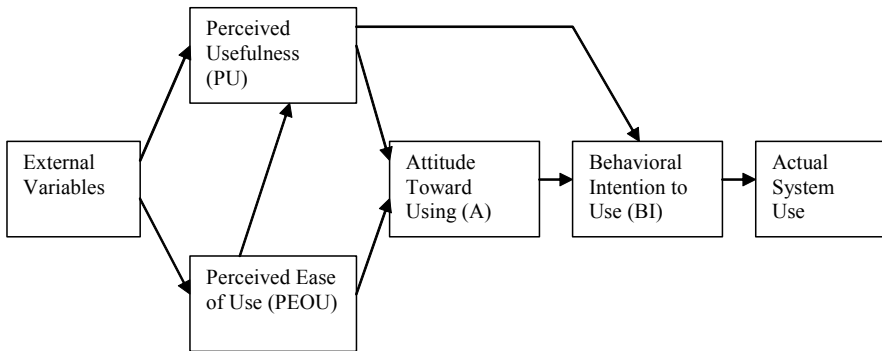 Perceived
Usefulness
(PU)
External
Variables
Attitude
Toward
Using (A)
Behavioral
Intention to
Use (BI)
Actual
System
Use
Perceived Ease
of Use (PEOU)